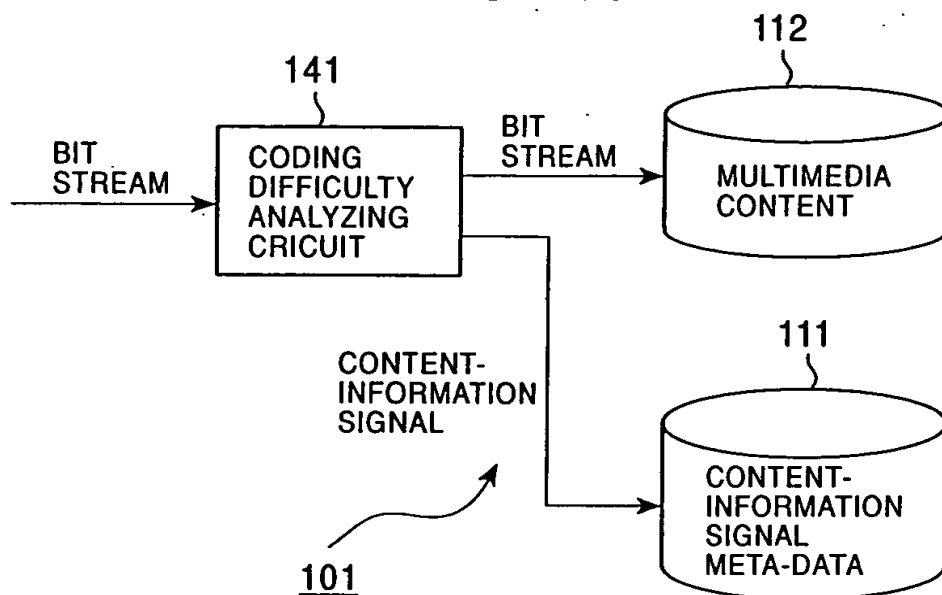 112
141
BIT
STREAM
CODING
DIFFICULTY
ANALYZING
CRICUIT
BIT
STREAM
MULTIMEDIA
CONTENT
111
CONTENT-
INFORMATION
SIGNAL
CONTENT-
INFORMATION
SIGNAL
META-DATA
101